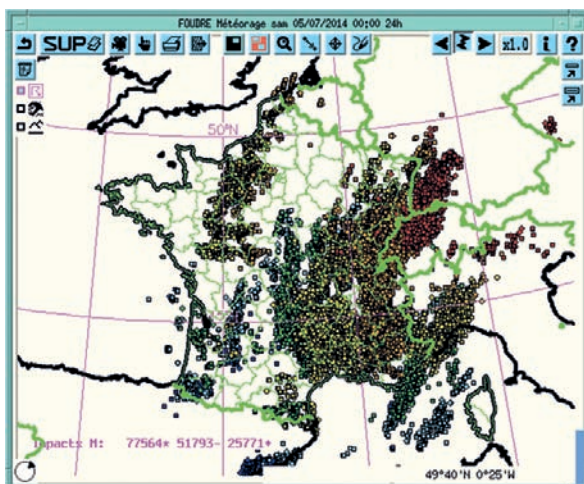 FOUDRE Météorage sam 05/07/2014 00:00 24h
SUP x1.0 i ?
50°N
Impacts M: 77564* 51793- 25771+
49°40'N 0°25'W